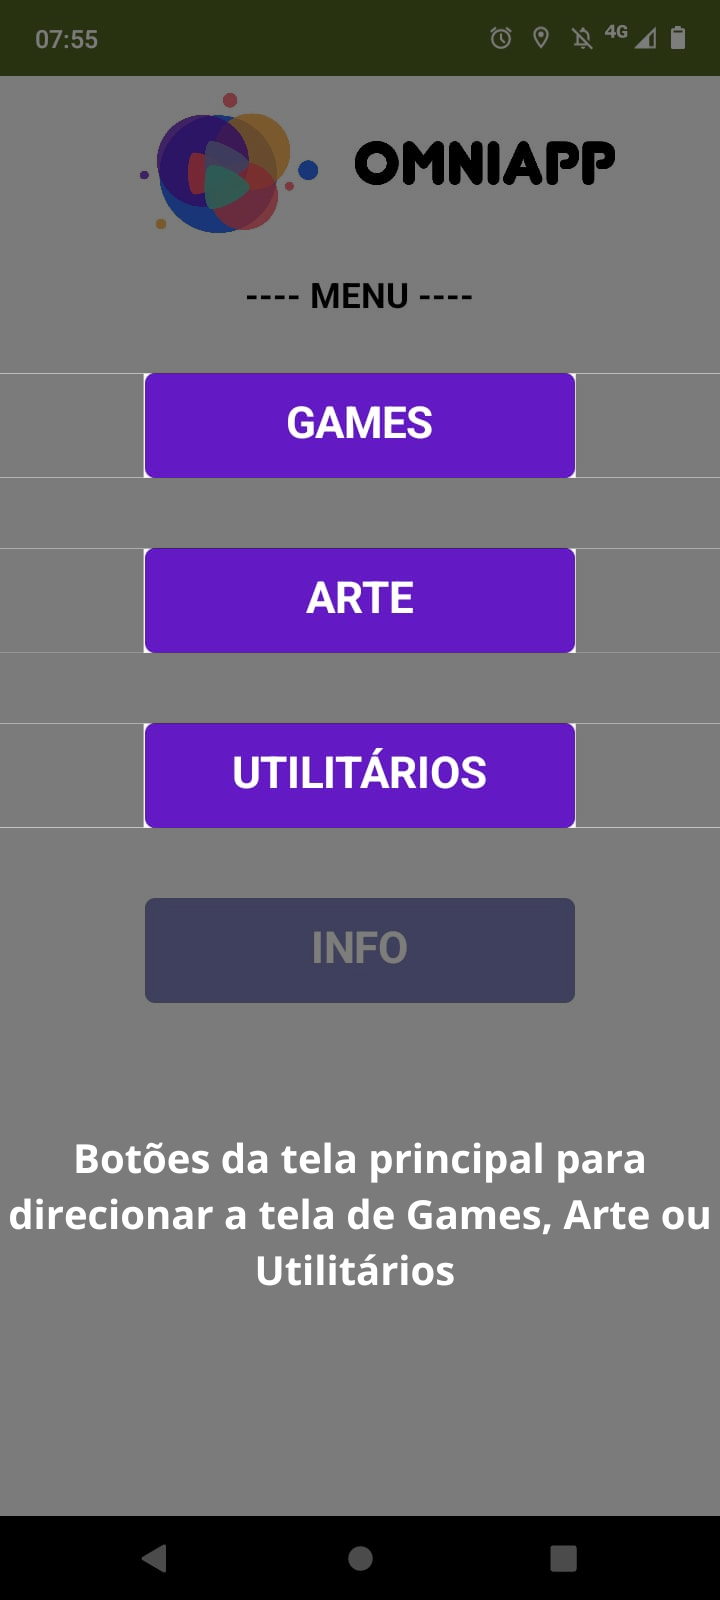 07:55
4G
OMNIAPP
---- MENU ----
GAMES
ARTE
UTILITÁRIOS
INFO
Botões da tela principal para
direcionar a tela de Games, Arte ou
Utilitários